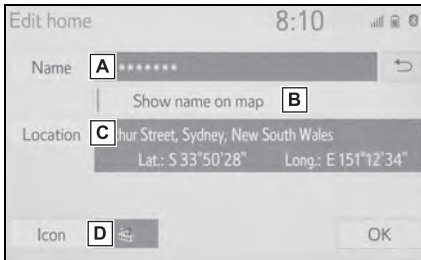 Edit home 8:10
Name A *******
Show name on map B
Location C hur Street, Sydney, New South Wales
Lat.: S 33°50'28" Long.: E 151°12'34"
Icon D OK